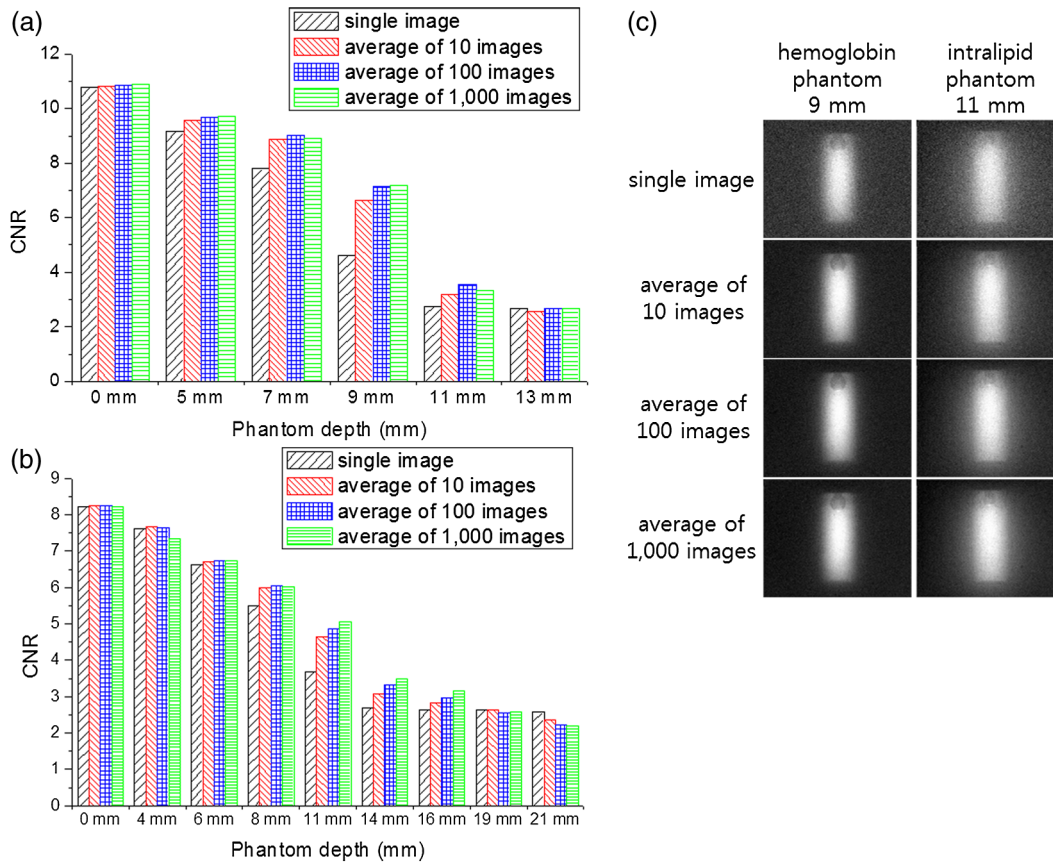 (a)
single image
average of 10 images
average of 100 images
average of 1,000 images
12
10
8
6
4
2
0
CNR
0 mm 5 mm 7 mm 9 mm 11 mm 13 mm
Phantom depth (mm)
(b)
single image
average of 10 images
average of 100 images
average of 1,000 images
9
8
7
6
5
4
3
2
1
0
CNR
0 mm 4 mm 6 mm 8 mm 11 mm 14 mm 16 mm 19 mm 21 mm
Phantom depth (mm)
(c)
hemoglobin
phantom
9 mm
intralipid
phantom
11 mm
single image
average of
10 images
average of
100 images
average of
1,000 images